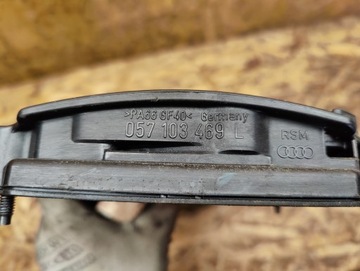 >PA66 GF40< Germany
057 103 469 L
RSM